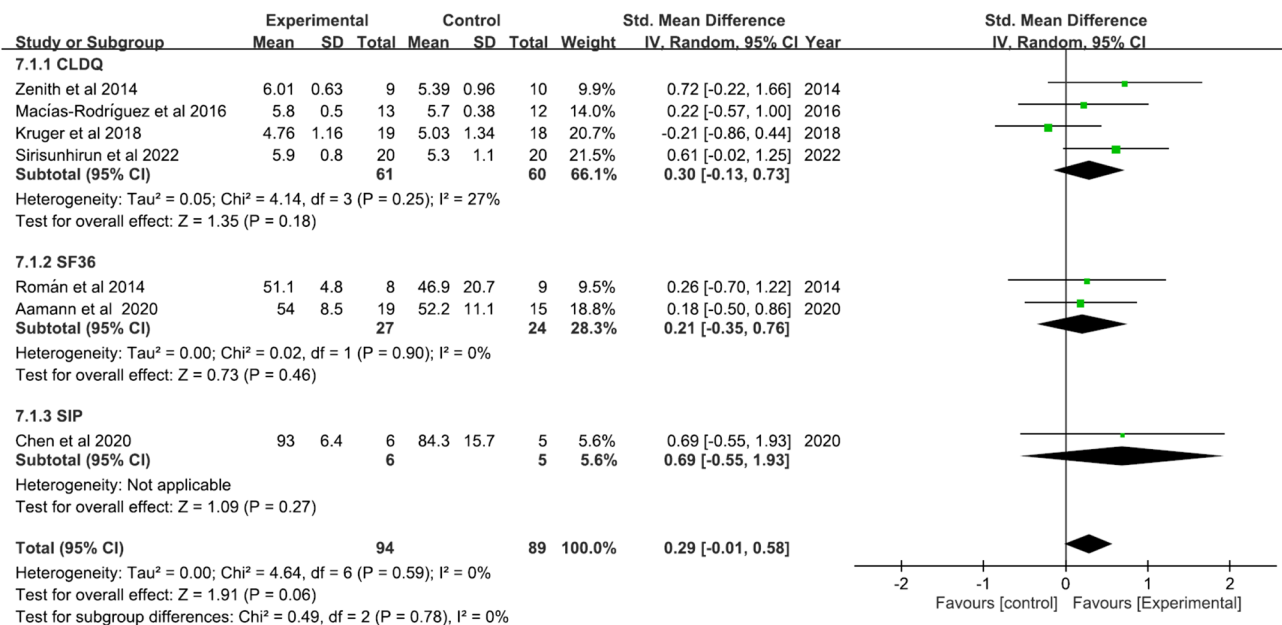 Experimental Control Std. Mean Difference Std. Mean Difference
Study or Subgroup Mean SD Total Mean SD Total Weight IV, Random, 95% CI Year IV, Random, 95% CI
7.1.1 CLDQ
Zenith et al 2014 6.01 0.63 9 5.39 0.96 10 9.9% 0.72 [-0.22, 1.66] 2014
Macías-Rodríguez et al 2016 5.8 0.5 13 5.7 0.38 12 14.0% 0.22 [-0.57, 1.00] 2016
Kruger et al 2018 4.76 1.16 19 5.03 1.34 18 20.7% -0.21 [-0.86, 0.44] 2018
Sirisunhirun et al 2022 5.9 0.8 20 5.3 1.1 20 21.5% 0.61 [-0.02, 1.25] 2022
Subtotal (95% CI) 61 60 66.1% 0.30 [-0.13, 0.73]
Heterogeneity: Tau² = 0.05; Chi² = 4.14, df = 3 (P = 0.25); I² = 27%
Test for overall effect: Z = 1.35 (P = 0.18)
7.1.2 SF36
Román et al 2014 51.1 4.8 8 46.9 20.7 9 9.5% 0.26 [-0.70, 1.22] 2014
Aamann et al 2020 54 8.5 19 52.2 11.1 15 18.8% 0.18 [-0.50, 0.86] 2020
Subtotal (95% CI) 27 24 28.3% 0.21 [-0.35, 0.76]
Heterogeneity: Tau² = 0.00; Chi² = 0.02, df = 1 (P = 0.90); I² = 0%
Test for overall effect: Z = 0.73 (P = 0.46)
7.1.3 SIP
Chen et al 2020 93 6.4 6 84.3 15.7 5 5.6% 0.69 [-0.55, 1.93] 2020
Subtotal (95% CI) 6 5 5.6% 0.69 [-0.55, 1.93]
Heterogeneity: Not applicable
Test for overall effect: Z = 1.09 (P = 0.27)
Total (95% CI) 94 89 100.0% 0.29 [-0.01, 0.58]
Heterogeneity: Tau² = 0.00; Chi² = 4.64, df = 6 (P = 0.59); I² = 0%
Test for overall effect: Z = 1.91 (P = 0.06)
Test for subgroup differences: Chi² = 0.49, df = 2 (P = 0.78), I² = 0%
-2 -1 0 1 2
Favours [control] Favours [Experimental]